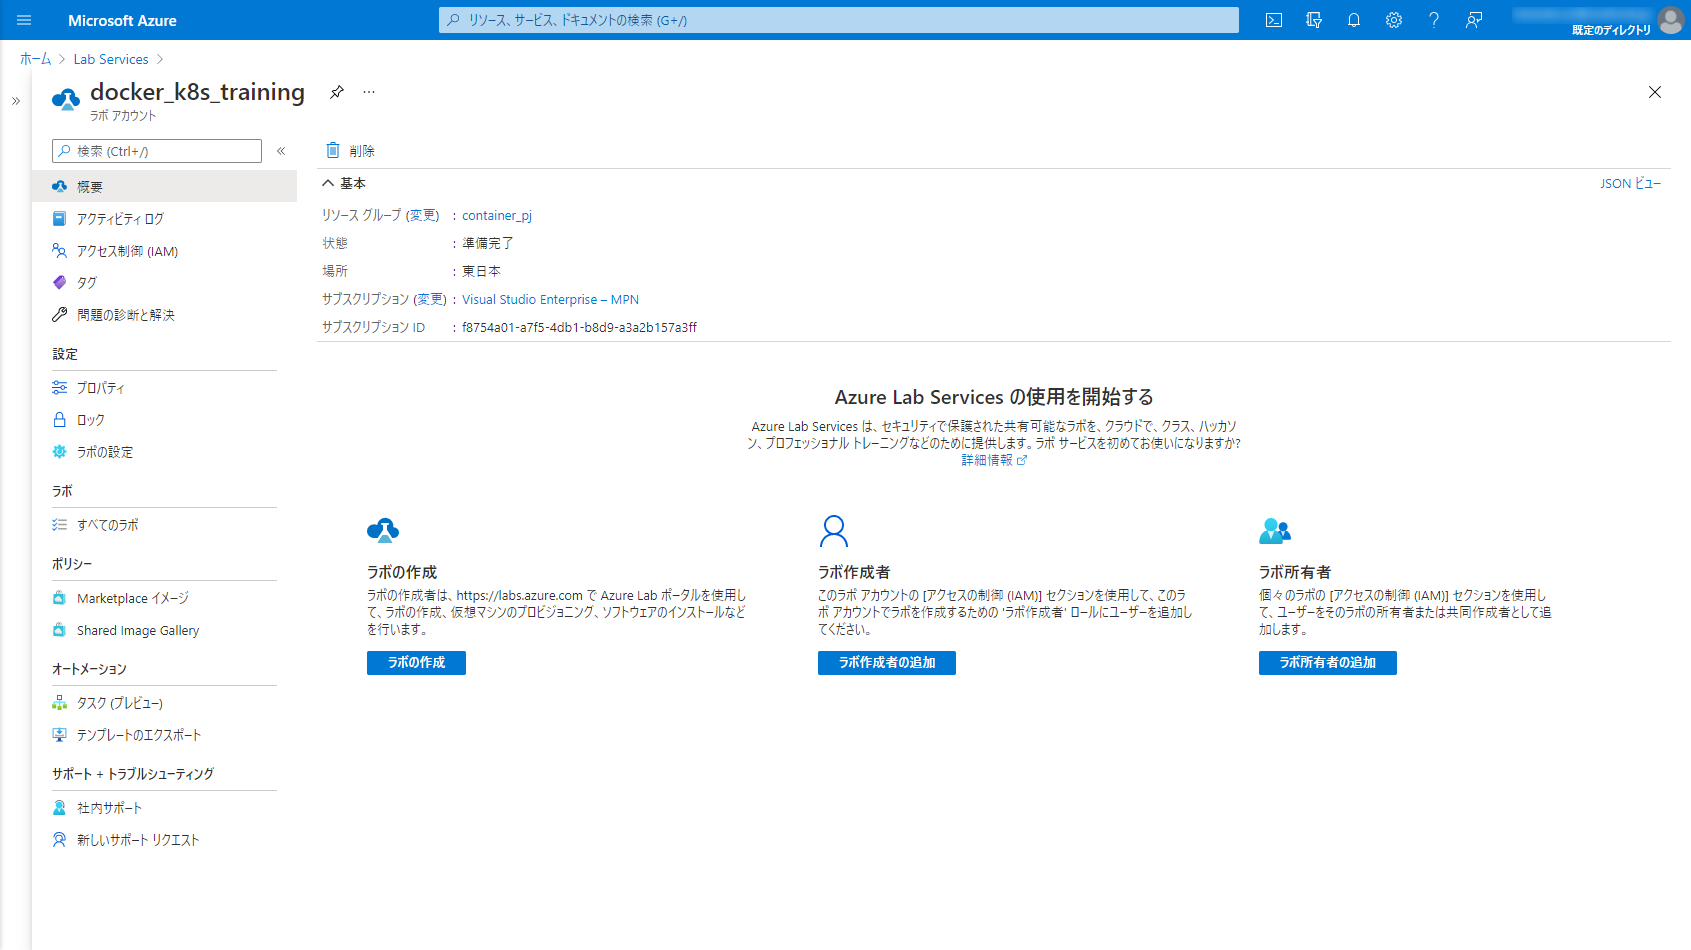 Microsoft Azure
リソース、サービス、ドキュメントの検索 (G+/)
既定のディレクトリ
ホーム > Lab Services >
docker_k8s_training
ラボ アカウント
検索 (Ctrl+/)
削除
概要
アクティビティ ログ
アクセス制御 (IAM)
タグ
問題の診断と解決
設定
プロパティ
ロック
ラボの設定
ラボ
すべてのラボ
ポリシー
Marketplace イメージ
Shared Image Gallery
オートメーション
タスク (プレビュー)
テンプレートのエクスポート
サポート + トラブルシューティング
社内サポート
新しいサポート リクエスト
基本
JSON ビュー
リソース グループ (変更) : container_pj
状態 : 準備完了
場所 : 東日本
サブスクリプション (変更) : Visual Studio Enterprise – MPN
サブスクリプション ID : f8754a01-a7f5-4db1-b8d9-a3a2b157a3ff
Azure Lab Services の使用を開始する
Azure Lab Services は、セキュリティで保護された共有可能なラボを、クラウドで、クラス、ハッカソ
ン、プロフェッショナル トレーニングなどのために提供します。ラボ サービスを初めてお使いになりますか?
詳細情報
ラボの作成
ラボの作成者は、https://labs.azure.com で Azure Lab ポータルを使用し
て、ラボの作成、仮想マシンのプロビジョニング、ソフトウェアのインストールなど
を行います。
ラボの作成
ラボ作成者
このラボ アカウントの [アクセスの制御 (IAM)] セクションを使用して、このラ
ボ アカウントでラボを作成するための 'ラボ作成者' ロールにユーザーを追加し
てください。
ラボ作成者の追加
ラボ所有者
個々のラボの [アクセスの制御 (IAM)] セクションを使用し
て、ユーザーをそのラボの所有者または共同作成者として追
加します。
ラボ所有者の追加